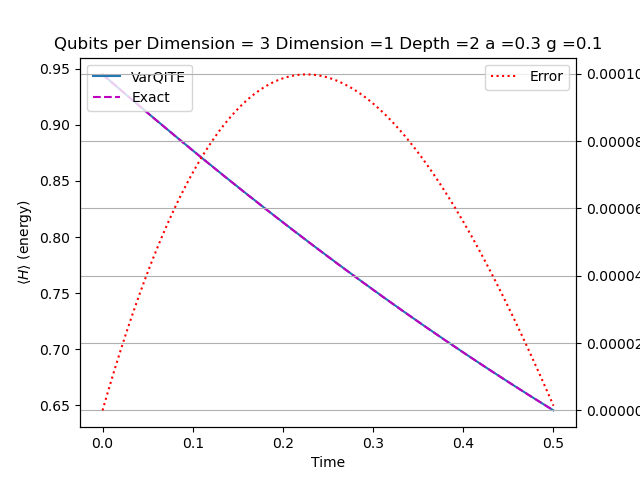 Qubits per Dimension = 3 Dimension =1 Depth =2 a =0.3 g =0.1
VarQITE
Exact
Error
0.95
0.90
0.85
0.80
0.75
0.70
0.65
⟨H⟩ (energy)
0.00010
0.00008
0.00006
0.00004
0.00002
0.00000
0.0 0.1 0.2 0.3 0.4 0.5
Time